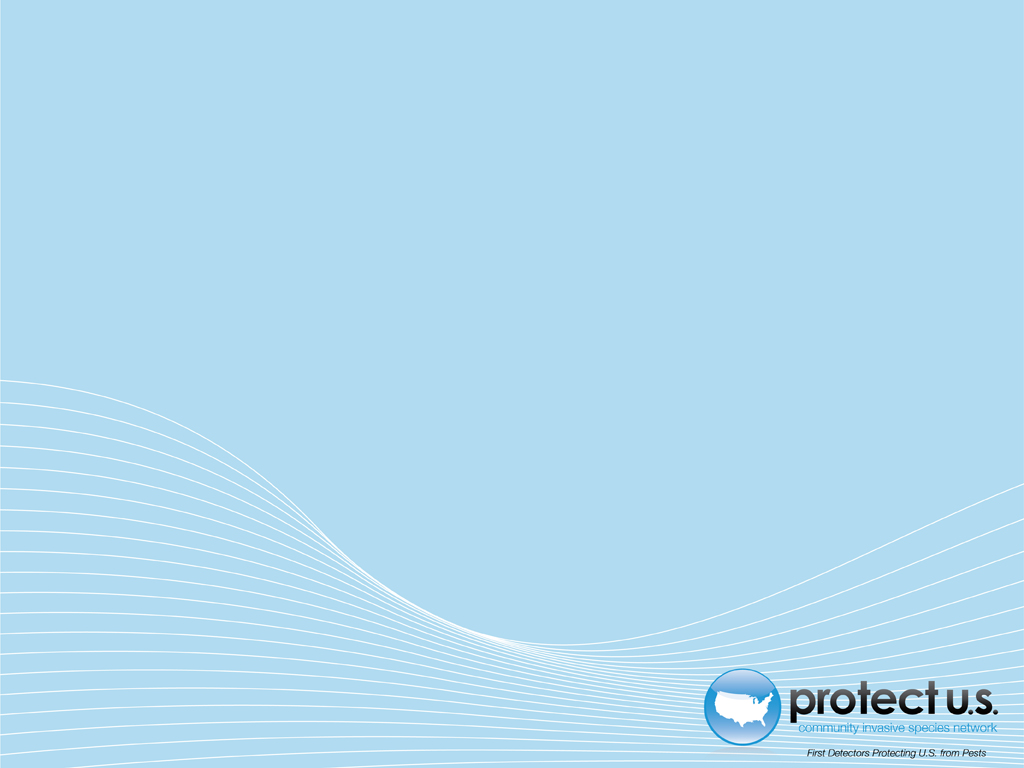 protect u.s.
community invasive species network
First Detectors Protecting U.S. from Pests